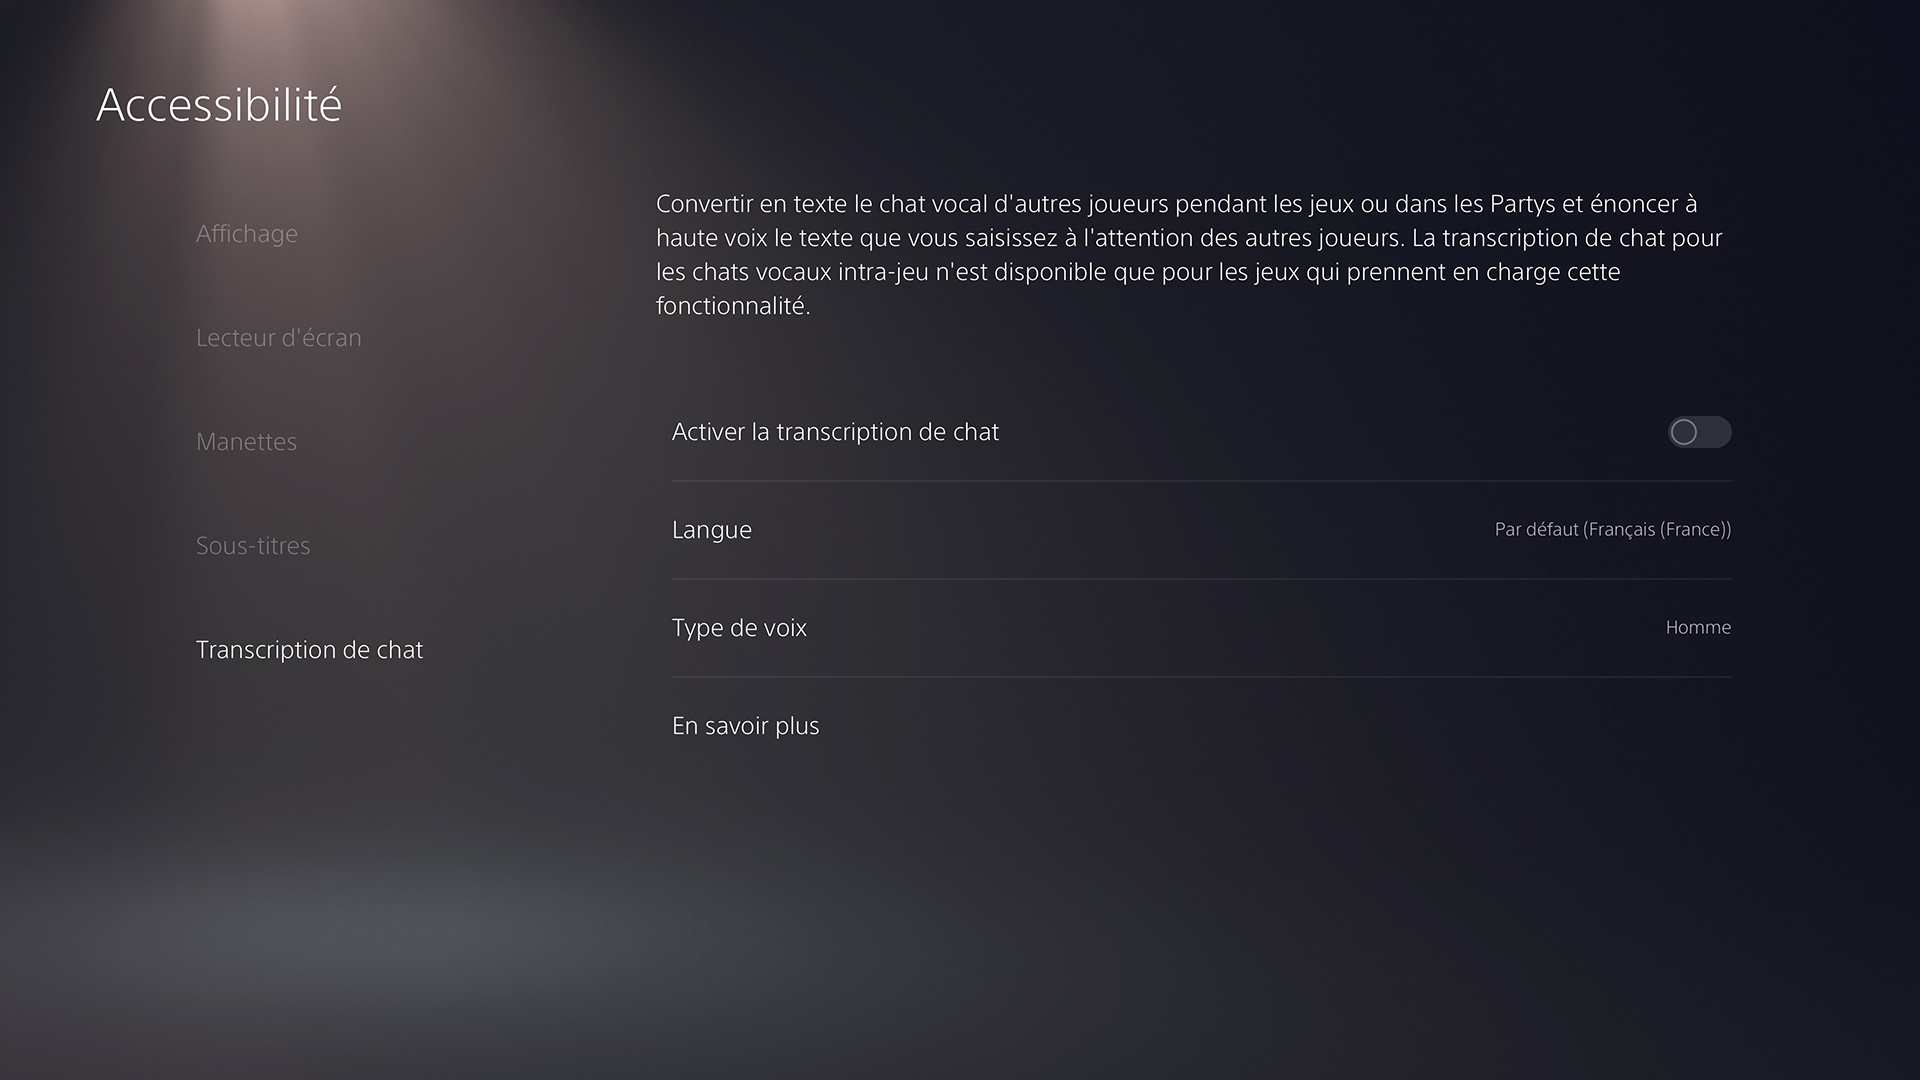 Accessibilité
Affichage
Lecteur d'écran
Manettes
Sous-titres
Transcription de chat
Convertir en texte le chat vocal d'autres joueurs pendant les jeux ou dans les Partys et énoncer à
haute voix le texte que vous saisissez à l'attention des autres joueurs. La transcription de chat pour
les chats vocaux intra-jeu n'est disponible que pour les jeux qui prennent en charge cette
fonctionnalité.
Activer la transcription de chat
Langue
Par défaut (Français (France))
Type de voix
Homme
En savoir plus